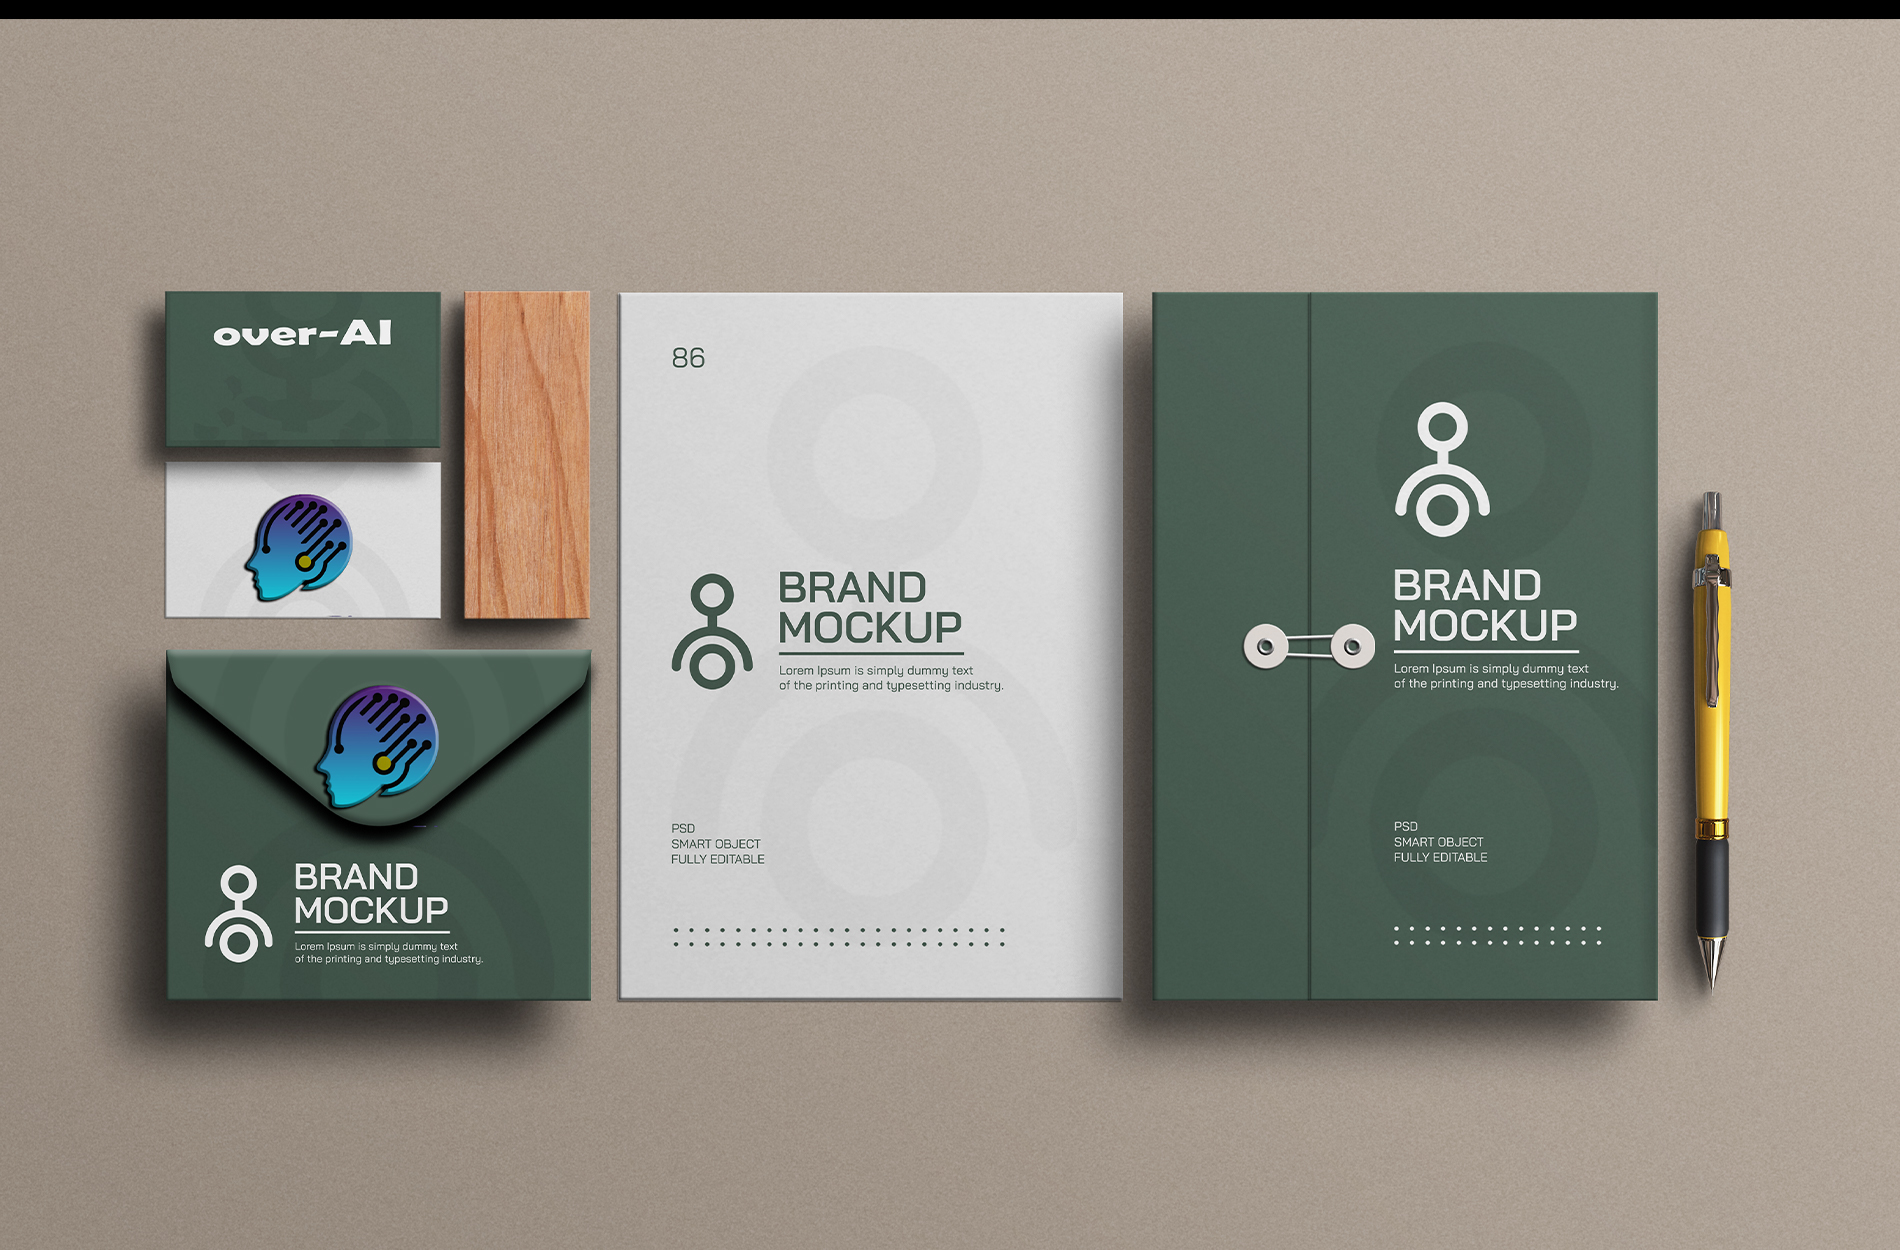 over-AI
BRAND
MOCKUP
Lorem Ipsum is simply dummy text
of the printing and typesetting industry.
86
BRAND
MOCKUP
Lorem Ipsum is simply dummy text
of the printing and typesetting industry.
PSD
SMART OBJECT
FULLY EDITABLE
BRAND
MOCKUP
Lorem Ipsum is simply dummy text
of the printing and typesetting industry.
PSD
SMART OBJECT
FULLY EDITABLE